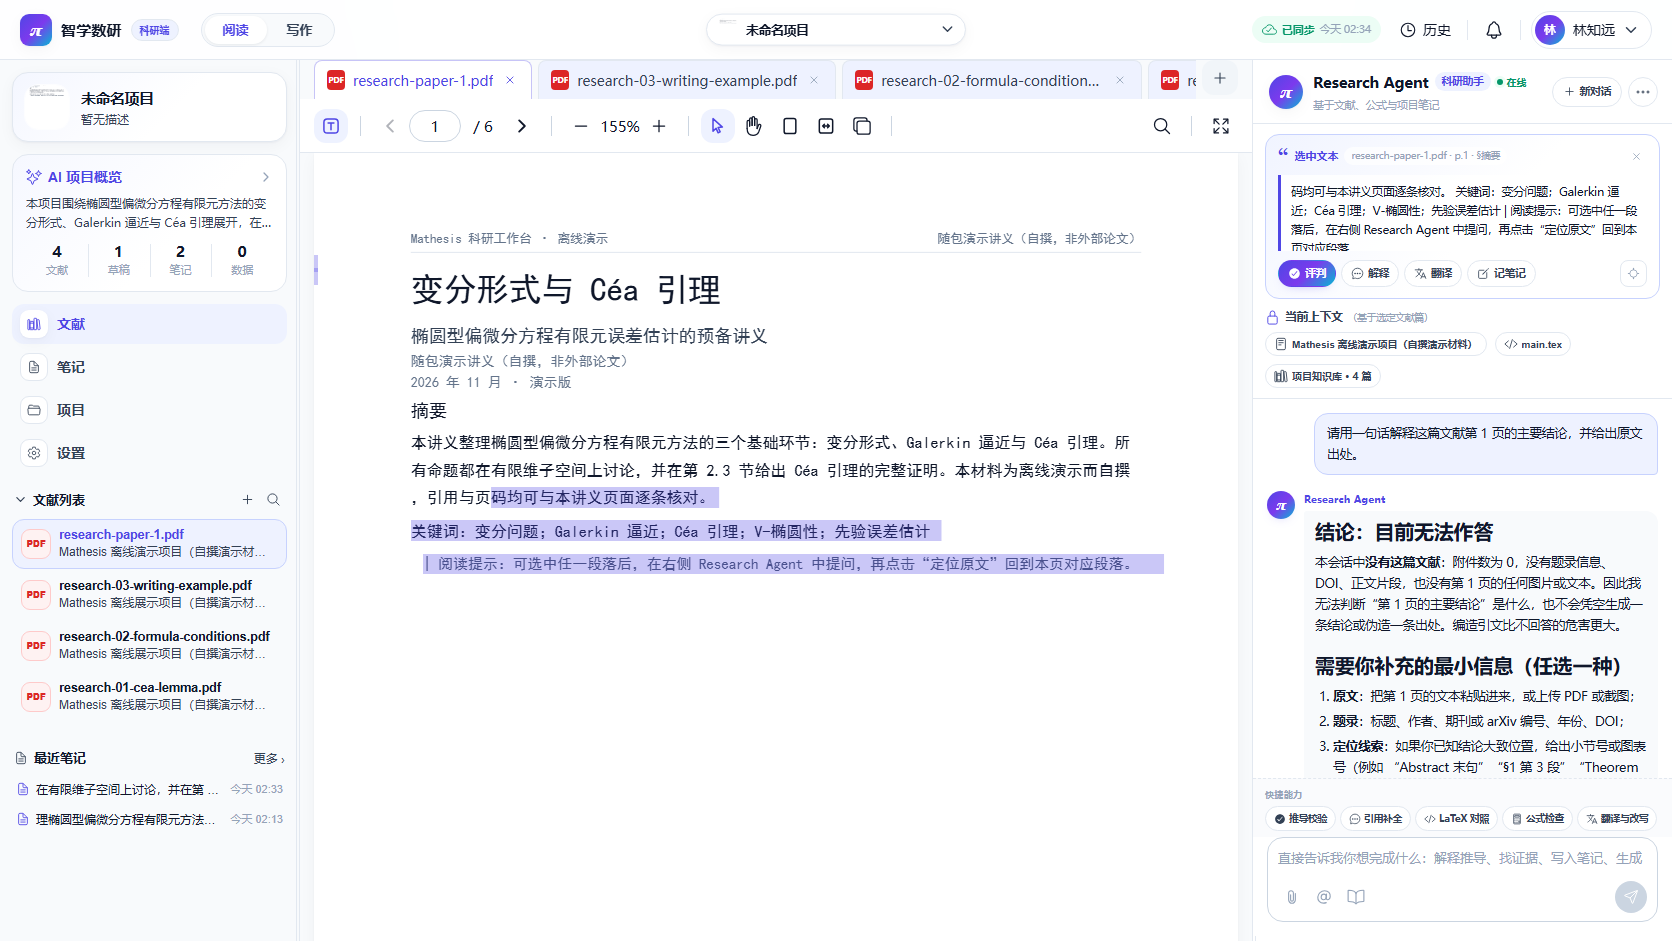 π 智学数研 科研端 阅读 写作 未命名项目 已同步 今天 02:34 历史 林 林知远
未命名项目
暂无描述
AI 项目概览
本项目围绕椭圆型偏微分方程有限元方法的变
分形式、Galerkin 逼近与 Céa 引理展开，在...
4 1 2 0
文献 草稿 笔记 数据
文献
笔记
项目
设置
文献列表
PDF research-paper-1.pdf
Mathesis 离线演示项目（自撰演示材...
PDF research-03-writing-example.pdf
Mathesis 离线展示项目（自撰演示材...
PDF research-02-formula-conditions.pdf
Mathesis 离线展示项目（自撰演示材...
PDF research-01-cea-lemma.pdf
Mathesis 离线展示项目（自撰演示材...
最近笔记 更多 ›
在有限维子空间上讨论，并在第 ... 今天 02:33
理椭圆型偏微分方程有限元方法... 今天 02:13
PDF research-paper-1.pdf × PDF research-03-writing-example.pdf × PDF research-02-formula-condition... × PDF
1 / 6 155%
Mathesis 科研工作台 · 离线演示 随包演示讲义（自撰，非外部论文）
变分形式与 Céa 引理
椭圆型偏微分方程有限元误差估计的预备讲义
随包演示讲义（自撰，非外部论文）
2026 年 11 月 · 演示版
摘要
本讲义整理椭圆型偏微分方程有限元方法的三个基础环节：变分形式、Galerkin 逼近与 Céa 引理。所
有命题都在有限维子空间上讨论，并在第 2.3 节给出 Céa 引理的完整证明。本材料为离线演示而自撰
，引用与页码均可与本讲义页面逐条核对。
关键词：变分问题；Galerkin 逼近；Céa 引理；V-椭圆性；先验误差估计
| 阅读提示：可选中任一段落后，在右侧 Research Agent 中提问，再点击“定位原文”回到本页对应段落。
π Research Agent 科研助手 在线 + 新对话
基于文献、公式与项目笔记
“ 选中文本 research-paper-1.pdf · p.1 · §摘要
码均可与本讲义页面逐条核对。 关键词：变分问题；Galerkin 逼
近；Céa 引理；V-椭圆性；先验误差估计 | 阅读提示：可选中任一段
落后，在右侧 Research Agent 中提问，再点击“定位原文”回到本
页对应段落
评判 解释 翻译 记笔记
当前上下文 （基于选定文献篇）
Mathesis 离线演示项目（自撰演示材料） </> main.tex
项目知识库 • 4 篇
请用一句话解释这篇文献第 1 页的主要结论，并给出原文
出处。
π Research Agent
结论：目前无法作答
本会话中没有这篇文献：附件数为 0，没有题录信息、
DOI、正文片段，也没有第 1 页的任何图片或文本。因此我
无法判断“第 1 页的主要结论”是什么，也不会凭空生成一
条结论或伪造一条出处。编造引文比不回答的危害更大。
需要你补充的最小信息（任选一种）
1. 原文：把第 1 页的文本粘贴进来，或上传 PDF 或截图；
2. 题录：标题、作者、期刊或 arXiv 编号、年份、DOI；
3. 定位线索：如果你已知结论大致位置，给出小节号或图表
号（例如 “Abstract 末句” “§1 第 3 段” “Theorem
快捷能力
推导校验 引用补全 </> LaTeX 对照 公式检查 翻译与改写
直接告诉我你想完成什么：解释推导、找证据、写入笔记、生成